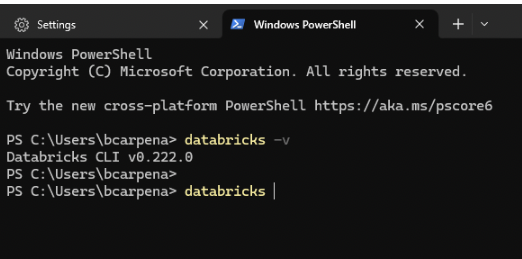 Settings
Windows PowerShell
Windows PowerShell
Copyright (C) Microsoft Corporation. All rights reserved.
Try the new cross-platform PowerShell https://aka.ms/pscore6
PS C:\Users\bcarpena> databricks -v
Databricks CLI v0.222.0
PS C:\Users\bcarpena>
PS C:\Users\bcarpena> databricks